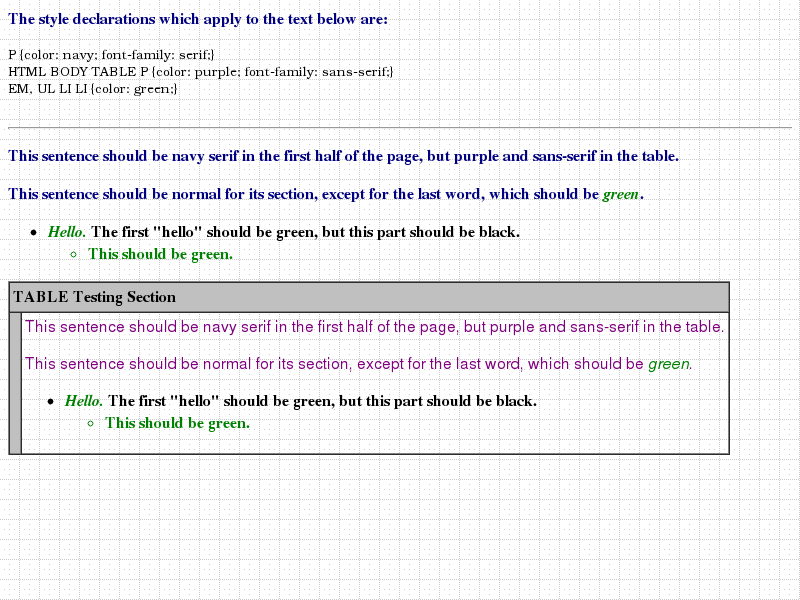 The style declarations which apply to the text below are:
P {color: navy; font-family: serif;}
HTML BODY TABLE P {color: purple; font-family: sans-serif;}
EM, UL LI LI {color: green;}
This sentence should be navy serif in the first half of the page, but purple and sans-serif in the table.
This sentence should be normal for its section, except for the last word, which should be green.
Hello. The first "hello" should be green, but this part should be black.
This should be green.
TABLE Testing Section
This sentence should be navy serif in the first half of the page, but purple and sans-serif in the table.
This sentence should be normal for its section, except for the last word, which should be green.
Hello. The first "hello" should be green, but this part should be black.
This should be green.